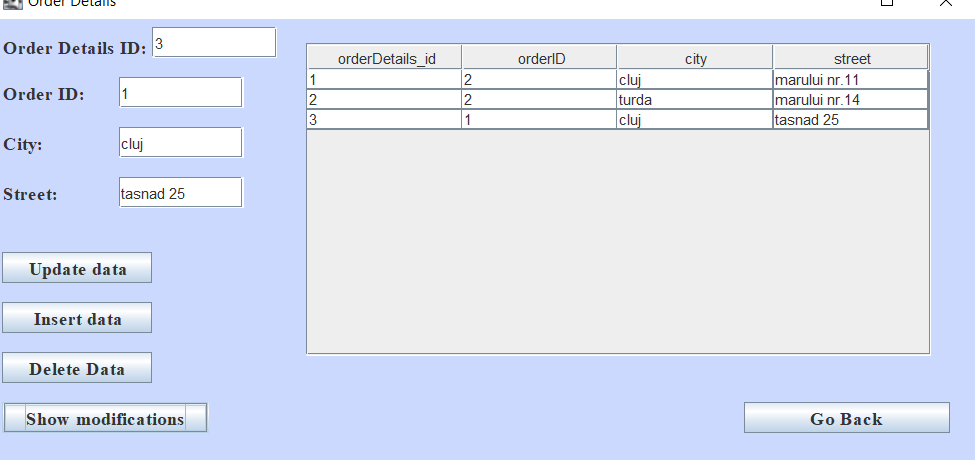 Order Details
Order Details ID: 3
Order ID: 1
City: cluj
Street: tasnad 25
Update data
Insert data
Delete Data
Show modifications
orderDetails_id orderID city street
1 2 cluj marului nr.11
2 2 turda marului nr.14
3 1 cluj tasnad 25
Go Back